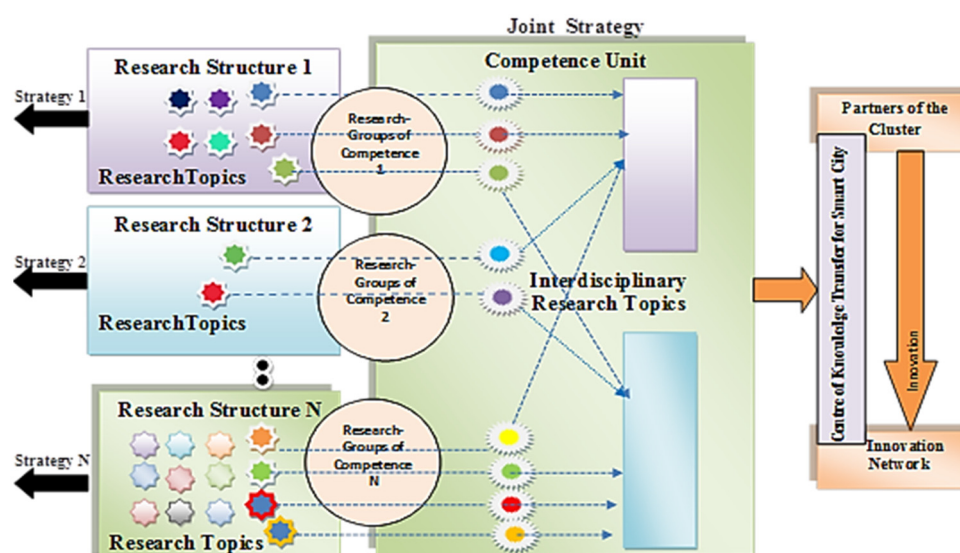 Joint Strategy
Research Structure 1
Competence Unit
Strategy 1
Research-
Groups of
Competence
1
ResearchTopics
Research Structure 2
Strategy 2
Research-
Groups of
Competence
2
ResearchTopics
Interdisciplinary
Research Topics
Research Structure N
Strategy N
Research-
Groups of
Competence
N
Research Topics
Partners of the
Cluster
Centre of Knowledge Transfer for Smart City
Innovation
Innovation
Network